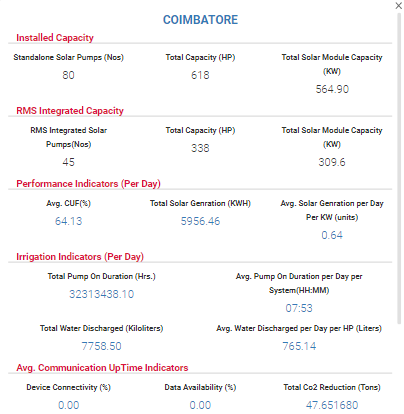 COIMBATORE
Installed Capacity
Standalone Solar Pumps (Nos) Total Capacity (HP) Total Solar Module Capacity
(KW)
80 618
564.90
RMS Integrated Capacity
RMS Integrated Solar Total Capacity (HP) Total Solar Module Capacity
Pumps(Nos) (KW)
338
45 309.6
Performance Indicators (Per Day)
Avg. CUF(%) Total Solar Genration (KWH) Avg. Solar Genration per Day
Per KW (units)
64.13 5956.46
0.64
Irrigation Indicators (Per Day)
Total Pump On Duration (Hrs.) Avg. Pump On Duration per Day per
System(HH:MM)
32313438.10
07:53
Total Water Discharged (Kiloliters) Avg. Water Discharged per Day per HP (Liters)
7758.50 765.14
Avg. Communication UpTime Indicators
Device Connectivity (%) Data Availability (%) Total Co2 Reduction (Tons)
0.00 0.00 47.651680